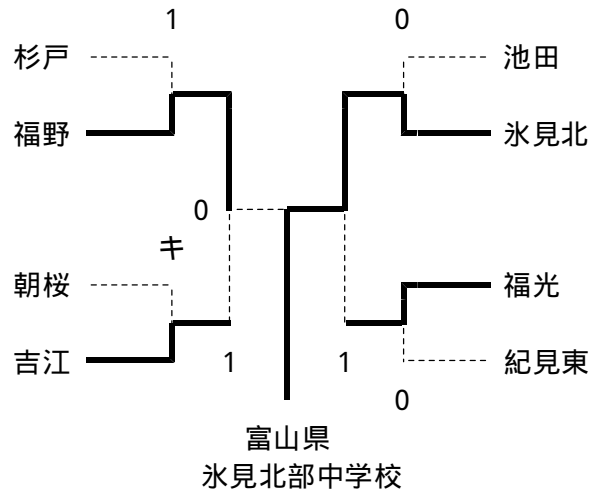 1 0
杉戸 池田
福野 氷見北
0
キ
朝桜 福光
吉江 1 1 紀見東
0
富山県
氷見北部中学校